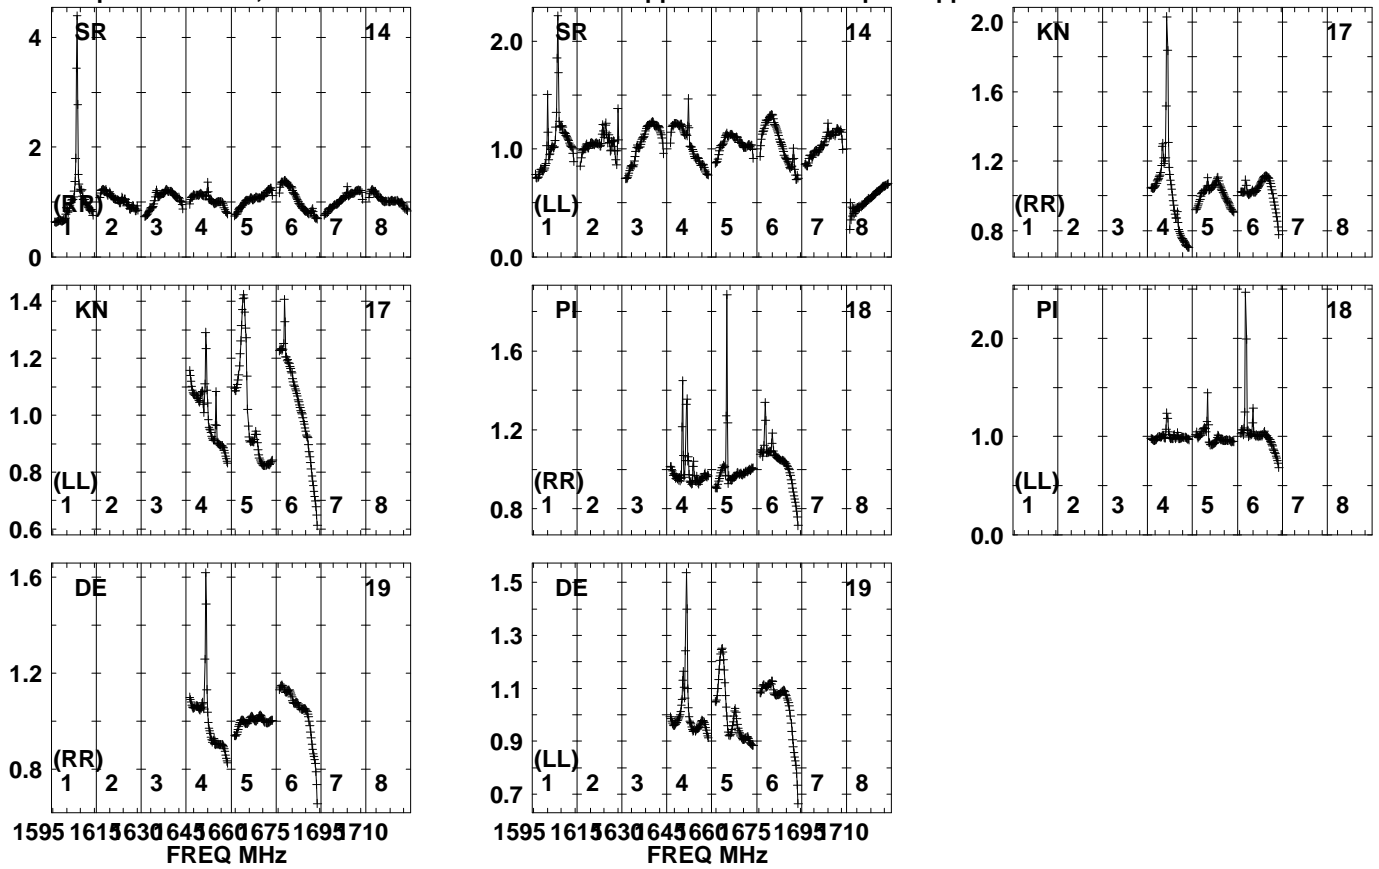 SR 14
4
2
0
(RR)
1 2 3 4 5 6 7 8
SR 14
2.0
1.0
0.0
(LL)
1 2 3 4 5 6 7 8
KN 17
2.0
1.6
1.2
0.8
(RR)
1 2 3 4 5 6 7 8
KN 17
1.4
1.2
1.0
0.8
0.6
(LL)
1 2 3 4 5 6 7 8
PI 18
1.6
1.2
0.8
(RR)
1 2 3 4 5 6 7 8
PI 18
2.0
1.0
0.0
(LL)
1 2 3 4 5 6 7 8
DE 19
1.6
1.2
0.8
(RR)
1 2 3 4 5 6 7 8
1595 1615 1630 1645 1660 1675 1695 1710
FREQ MHz
DE 19
1.5
1.3
1.1
0.9
0.7
(LL)
1 2 3 4 5 6 7 8
1595 1615 1630 1645 1660 1675 1695 1710
FREQ MHz